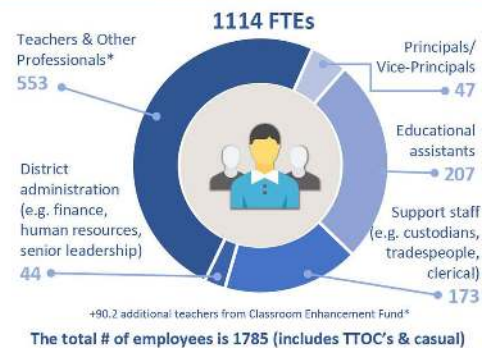 1114 FTEs
Teachers & Other
Professionals*
553
Principals/
Vice-Principals
47
Educational
assistants
207
District
administration
(e.g. finance,
human resources,
senior leadership)
44
Support staff
(e.g. custodians,
tradespeople,
clerical)
173
+90.2 additional teachers from Classroom Enhancement Fund*
The total # of employees is 1785 (includes TTOC's & casual)